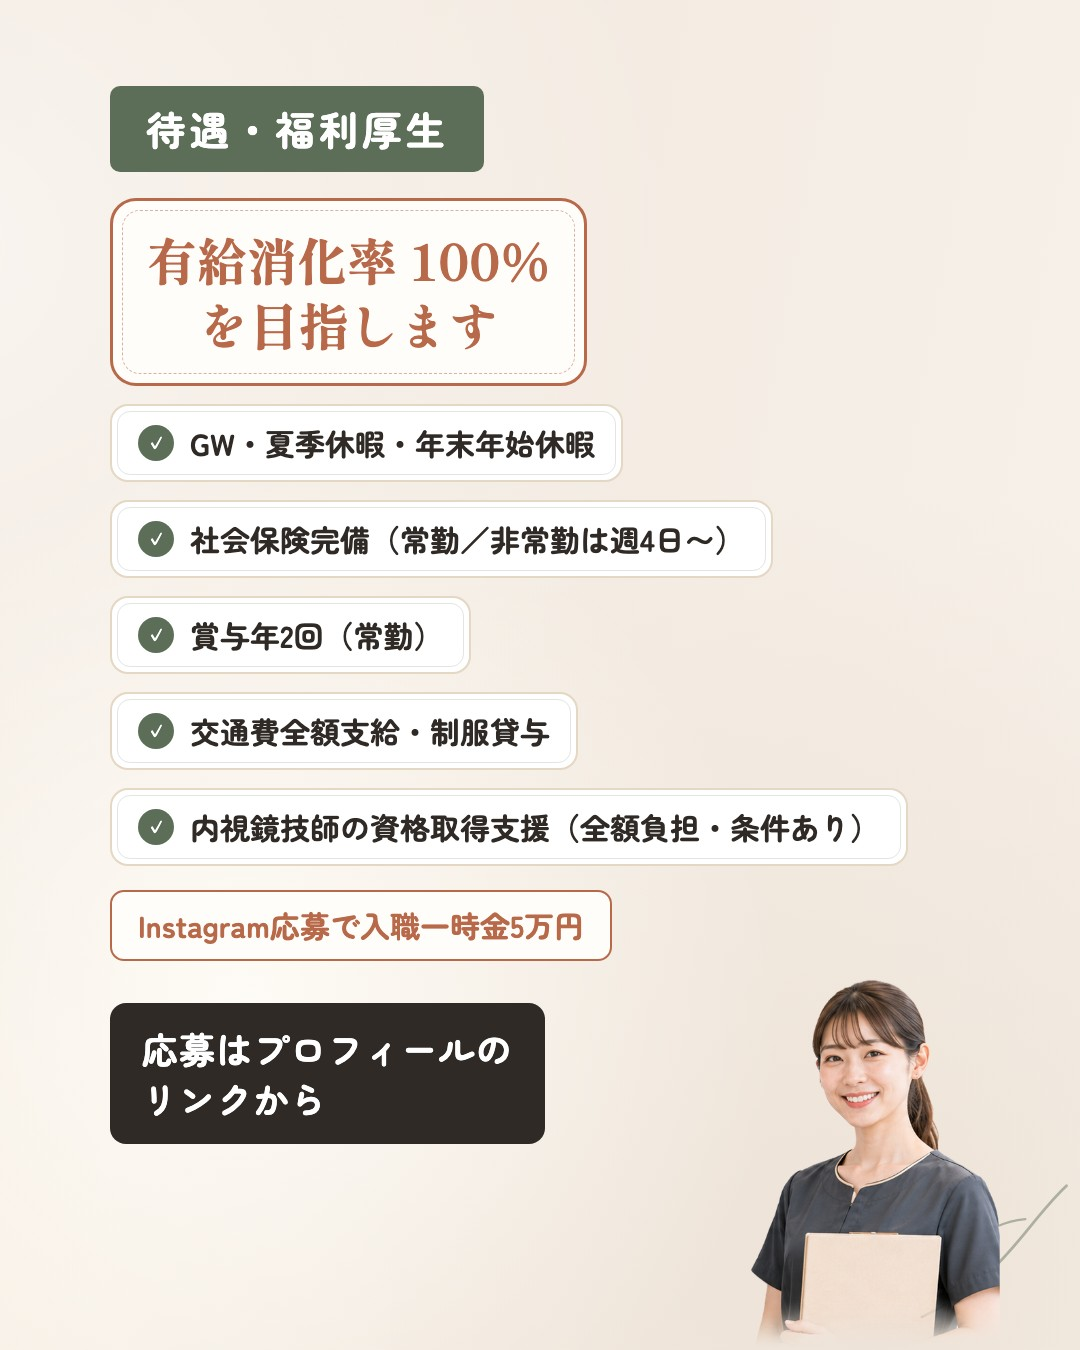 待遇・福利厚生
有給消化率 100%
を目指します
GW・夏季休暇・年末年始休暇
社会保険完備（常勤／非常勤は週4日〜）
賞与年2回（常勤）
交通費全額支給・制服貸与
内視鏡技師の資格取得支援（全額負担・条件あり）
Instagram応募で入職一時金5万円
応募はプロフィールの
リンクから